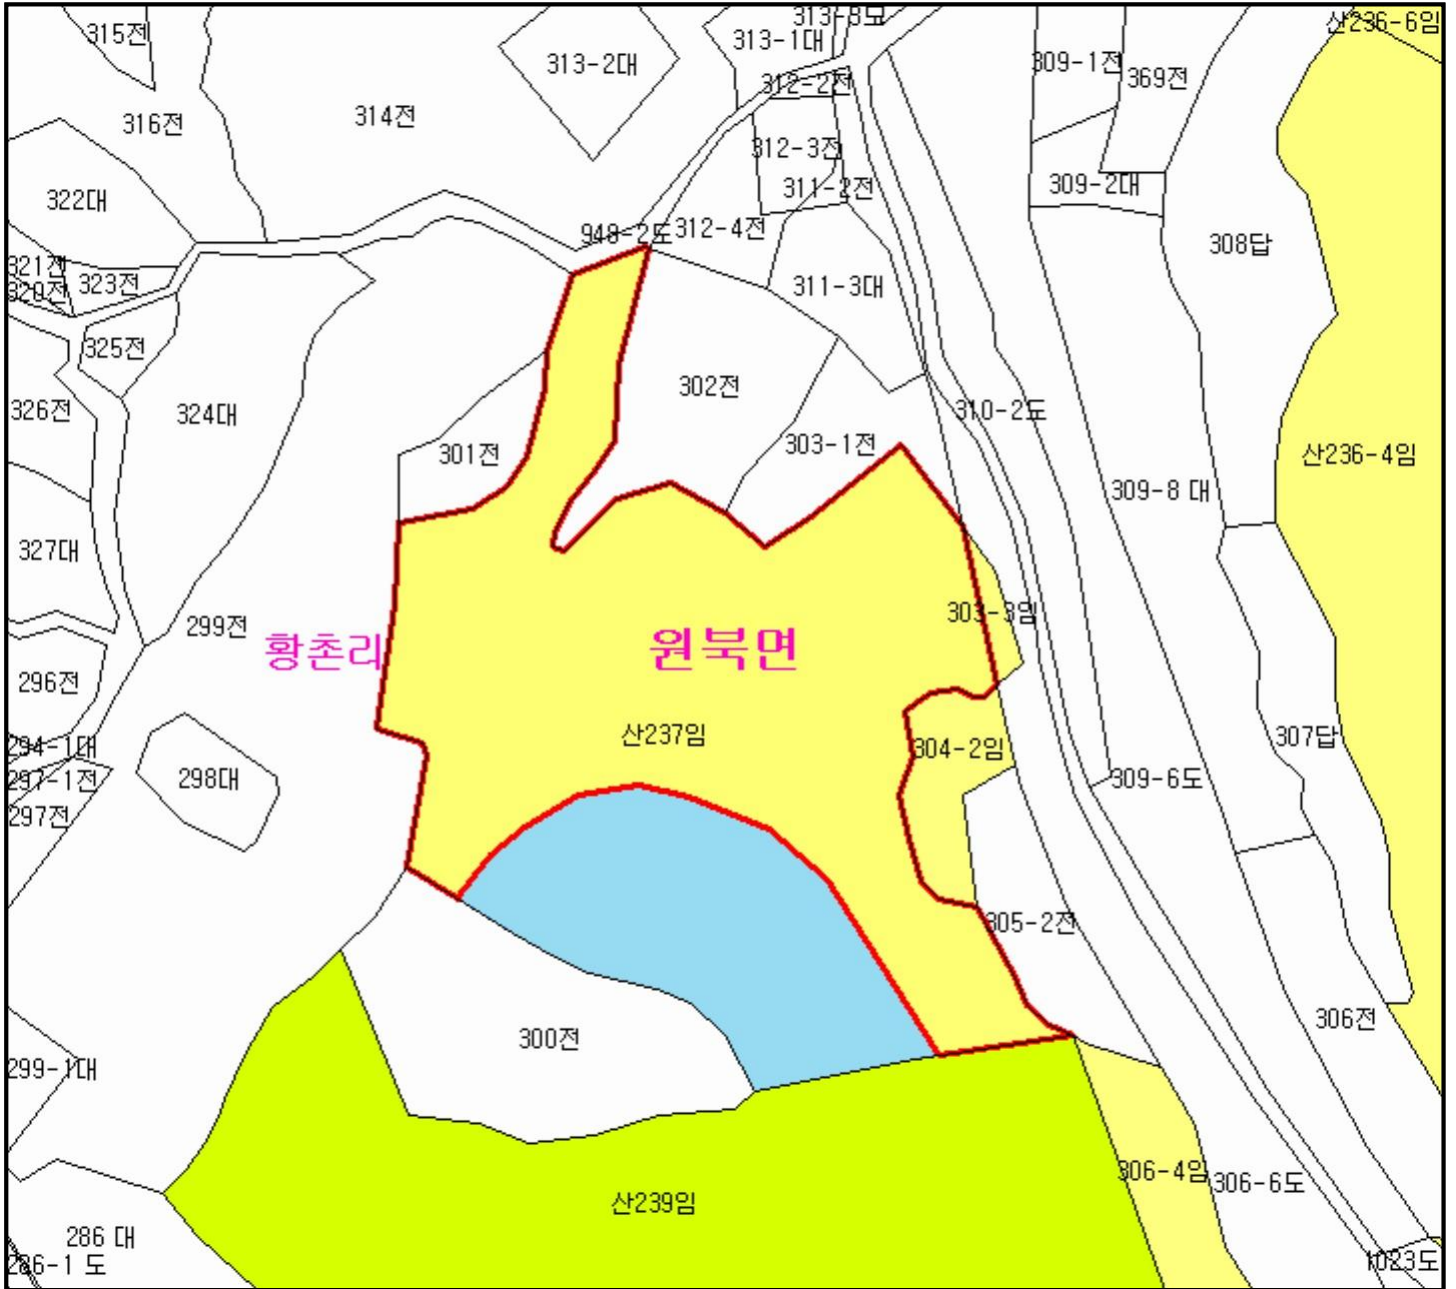 313-3묘
산236-6임
315전
313-1대
313-2대
309-1전
369전
312-2전
316전
314전
312-3전
311-2전
309-2대
322대
948-2도
312-4전
308답
321전
323전
320전
311-3대
325전
302전
326전
324대
310-2도
301전
303-1전
산236-4임
309-8 대
327대
303-3임
299전
황촌리
원북면
296전
산237임
294-1대
304-2임
307답
297-1전
298대
309-6도
297전
305-2전
306전
300전
299-1대
306-4임
306-6도
산239임
286 대
286-1 도
1023도